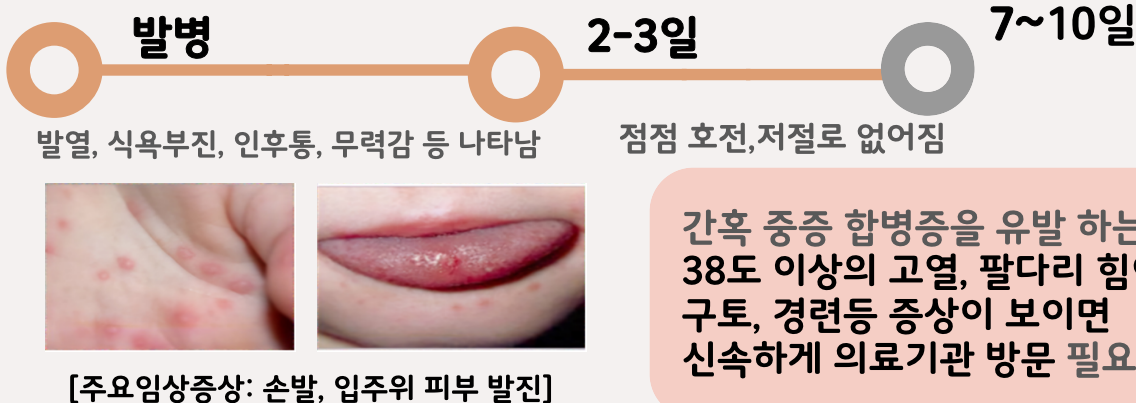 발병
2-3일
7~10일
발열, 식욕부진, 인후통, 무력감 등 나타남
점점 호전,저절로 없어짐
간혹 중증 합병증을 유발 하는
38도 이상의 고열, 팔다리
구토, 경련등 증상이 보이면
신속하게 의료기관 방문 필요
[주요임상증상: 손발, 입주위 피부 발진]